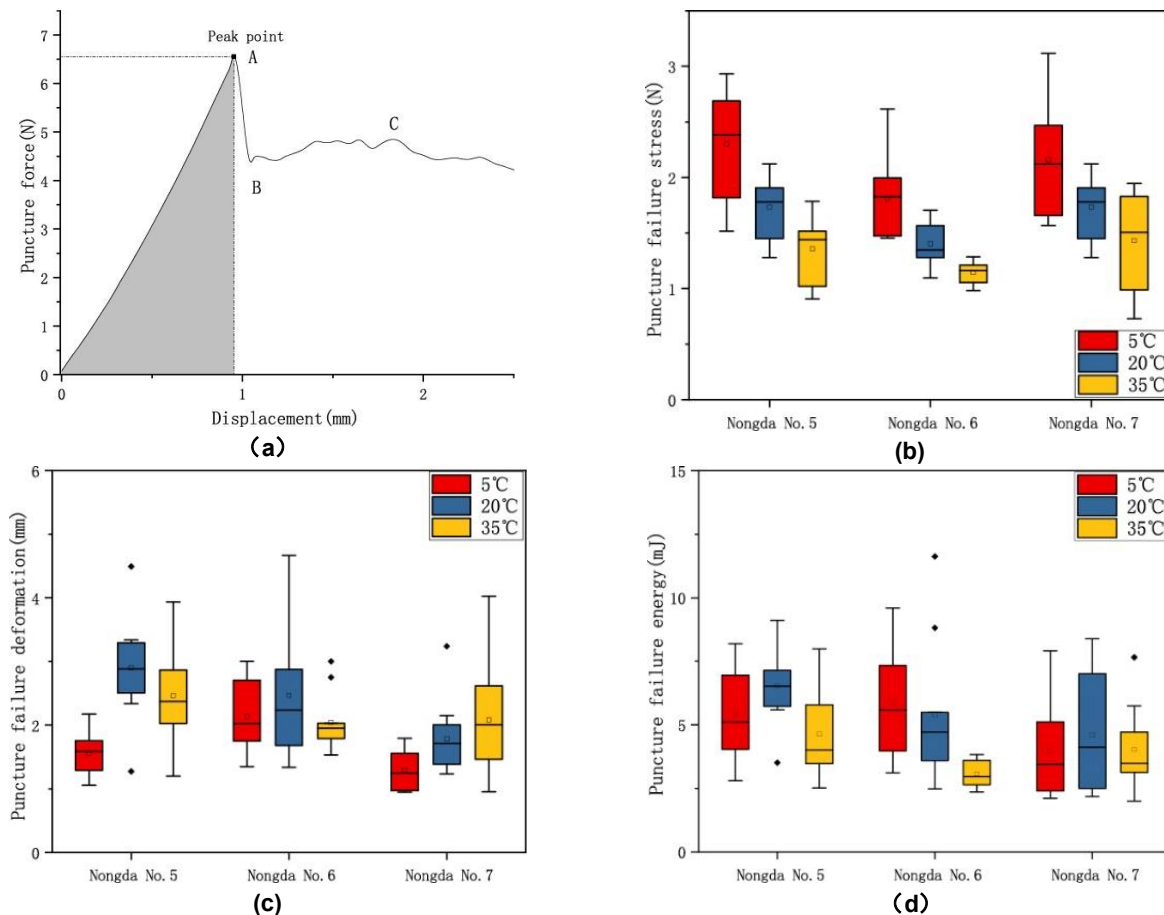 Peak point
A
B
C
7
6
5
4
3
2
1
0
0
1
2
Puncture force(N)
Displacement(mm)
(a)
3
2
1
0
Puncture failure stress(N)
5℃
20℃
35℃
Nongda No.5
Nongda No.6
Nongda No.7
(b)
6
4
2
0
Puncture failure deformation(mm)
5℃
20℃
35℃
Nongda No.5
Nongda No.6
Nongda No.7
(c)
15
10
5
0
Puncture failure energy(mJ)
5℃
20℃
35℃
Nongda No.5
Nongda No.6
Nongda No.7
(d)